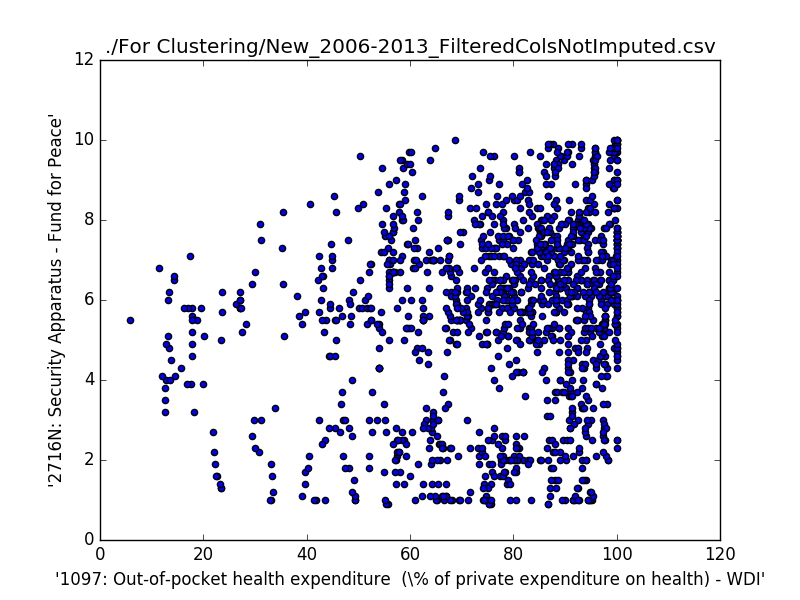 ./For Clustering/New_2006-2013_FilteredColsNotImputed.csv
12
10
8
6
4
2
0
'2716N: Security Apparatus - Fund for Peace'
0 20 40 60 80 100 120
'1097: Out-of-pocket health expenditure  (\% of private expenditure on health) - WDI'